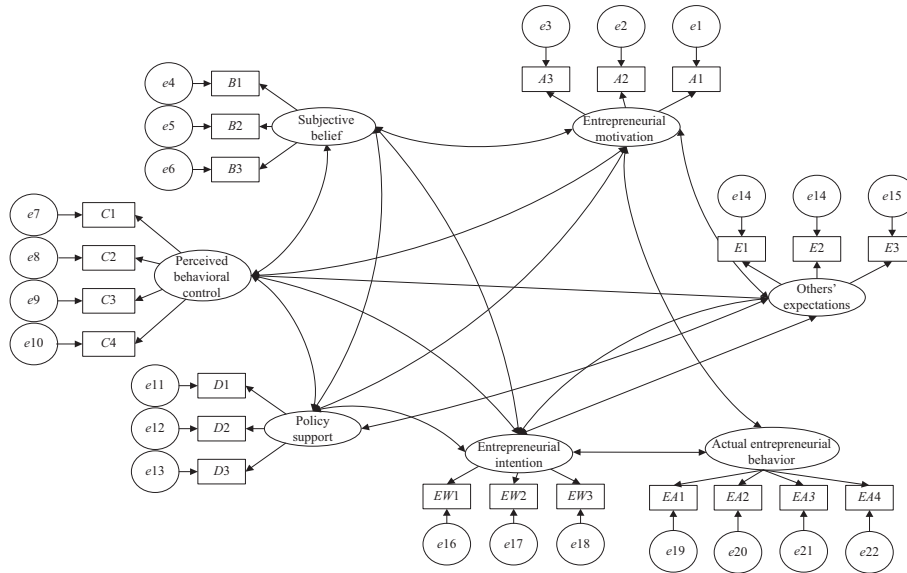 e3
e2
e1
A3
A2
A1
e4
B1
e5
B2
e6
B3
Subjective
belief
Entrepreneurial
motivation
e14
e14
e15
E1
E2
E3
e7
C1
e8
C2
e9
C3
e10
C4
Perceived
behavioral
control
Others'
expectations
e11
D1
e12
D2
e13
D3
Policy
support
Entrepreneurial
intention
Actual entrepreneurial
behavior
EW1
EW2
EW3
EA1
EA2
EA3
EA4
e16
e17
e18
e19
e20
e21
e22